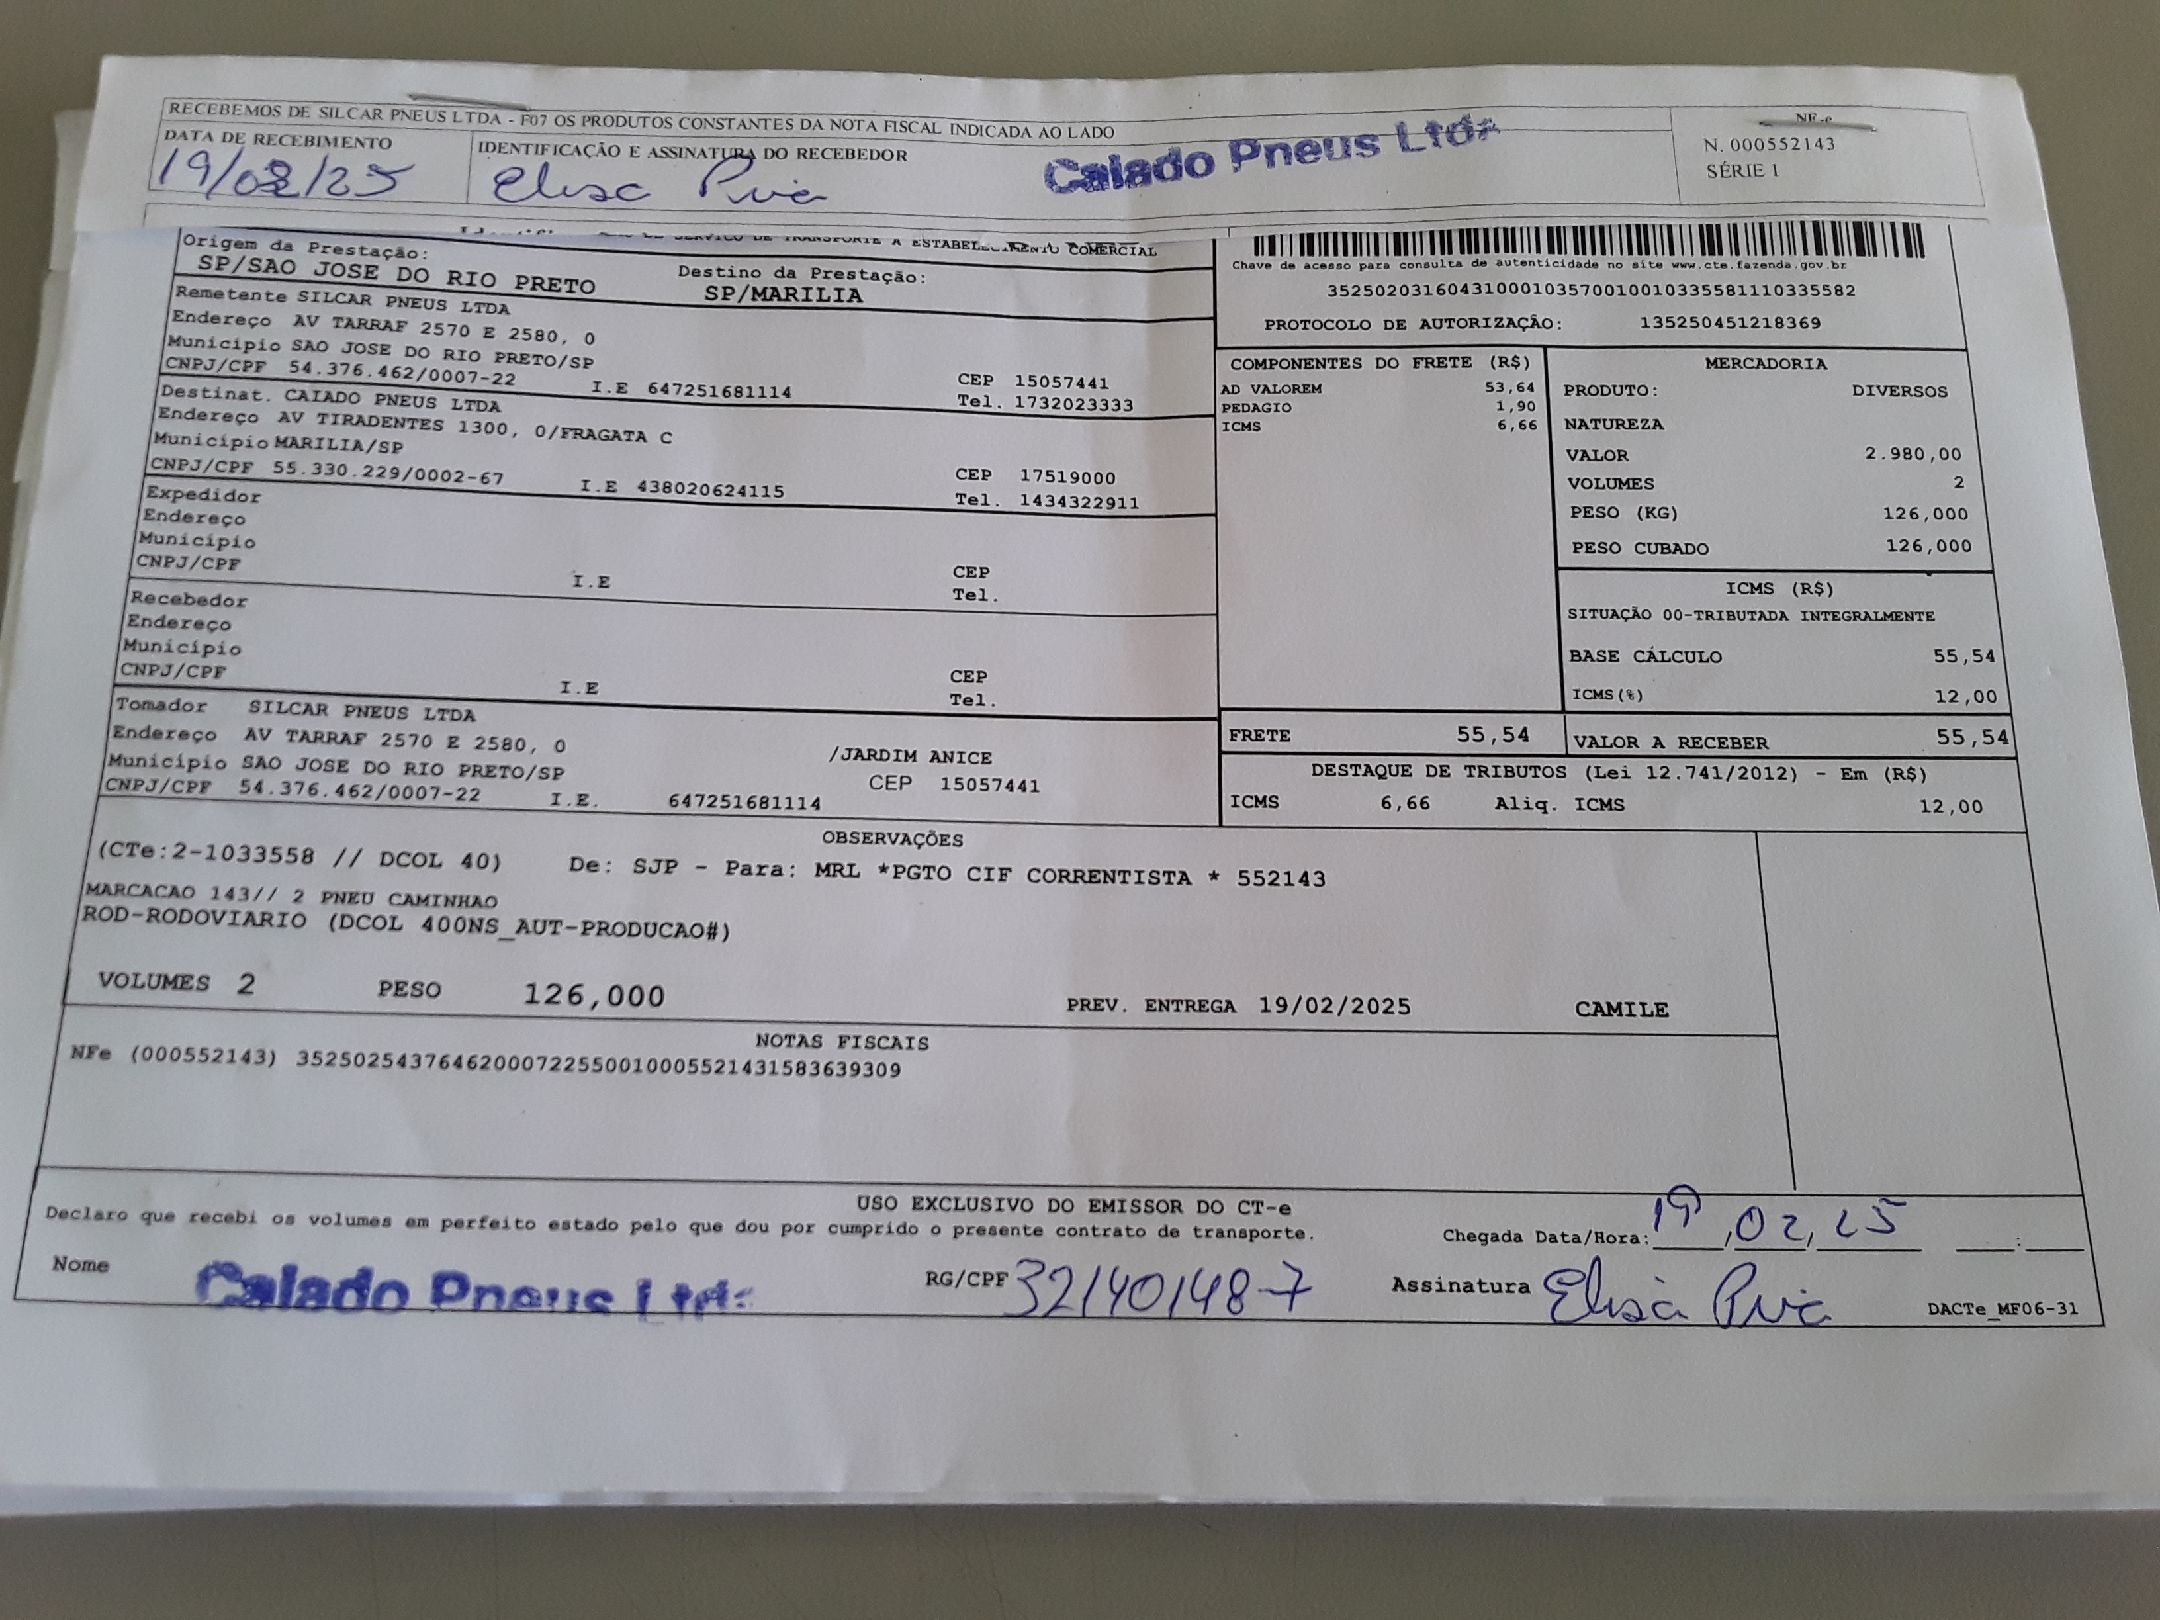 RECEBEMOS DE SILCAR PNEUS LTDA - F07 OS PRODUTOS CONSTANTES DA NOTA FISCAL INDICADA AO LADO
NF-e
N. 000552143
SÉRIE 1
DATA DE RECEBIMENTO
19/02/25
IDENTIFICAÇÃO E ASSINATURA DO RECEBEDOR
Elisa
Caiado Pneus Ltda
DE SERVIÇO DE TRANSPORTE A ESTABELECIMENTO COMERCIAL
Origem da Prestação:
SP/SAO JOSE DO RIO PRETO
Destino da Prestação:
SP/MARILIA
Remetente SILCAR PNEUS LTDA
Endereço AV TARRAF 2570 E 2580, 0
Município SAO JOSE DO RIO PRETO/SP CEP 15057441
CNPJ/CPF 54.376.462/0007-22 I.E 647251681114 Tel. 1732023333
Destinat. CAIADO PNEUS LTDA
Endereço AV TIRADENTES 1300, 0/FRAGATA C
Município MARILIA/SP CEP 17519000
CNPJ/CPF 55.330.229/0002-67 I.E 438020624115 Tel. 1434322911
Expedidor
Endereço
Município CEP
CNPJ/CPF I.E Tel.
Recebedor
Endereço
Município CEP
CNPJ/CPF I.E Tel.
Tomador SILCAR PNEUS LTDA
Endereço AV TARRAF 2570 E 2580, 0 /JARDIM ANICE
Município SAO JOSE DO RIO PRETO/SP CEP 15057441
CNPJ/CPF 54.376.462/0007-22 I.E. 647251681114
Chave de acesso para consulta de autenticidade no site www.cte.fazenda.gov.br
35250203160431000103570010010335581110335582
PROTOCOLO DE AUTORIZAÇÃO: 135250451218369
COMPONENTES DO FRETE (R$)
AD VALOREM 53,64
PEDAGIO 1,90
ICMS 6,66
MERCADORIA
PRODUTO: DIVERSOS
NATUREZA
VALOR 2.980,00
VOLUMES 2
PESO (KG) 126,000
PESO CUBADO 126,000
ICMS (R$)
SITUAÇÃO 00-TRIBUTADA INTEGRALMENTE
BASE CÁLCULO 55,54
ICMS(%) 12,00
FRETE 55,54
VALOR A RECEBER 55,54
DESTAQUE DE TRIBUTOS (Lei 12.741/2012) - Em (R$)
ICMS 6,66 Aliq. ICMS 12,00
OBSERVAÇÕES
(CTe:2-1033558 // DCOL 40) De: SJP - Para: MRL *PGTO CIF CORRENTISTA * 552143
MARCACAO 143// 2 PNEU CAMINHAO
ROD-RODOVIARIO (DCOL 400NS_AUT-PRODUCAO#)
VOLUMES 2 PESO 126,000 PREV. ENTREGA 19/02/2025 CAMILE
NOTAS FISCAIS
NFe (000552143) 35250254376462000722550010005521431583639309
USO EXCLUSIVO DO EMISSOR DO CT-e
Declaro que recebi os volumes em perfeito estado pelo que dou por cumprido o presente contrato de transporte.
Chegada Data/Hora: 19/02/25 :
Nome Caiado Pneus Ltda
RG/CPF 32140148-7
Assinatura Elisa
DACTe_MF06-31